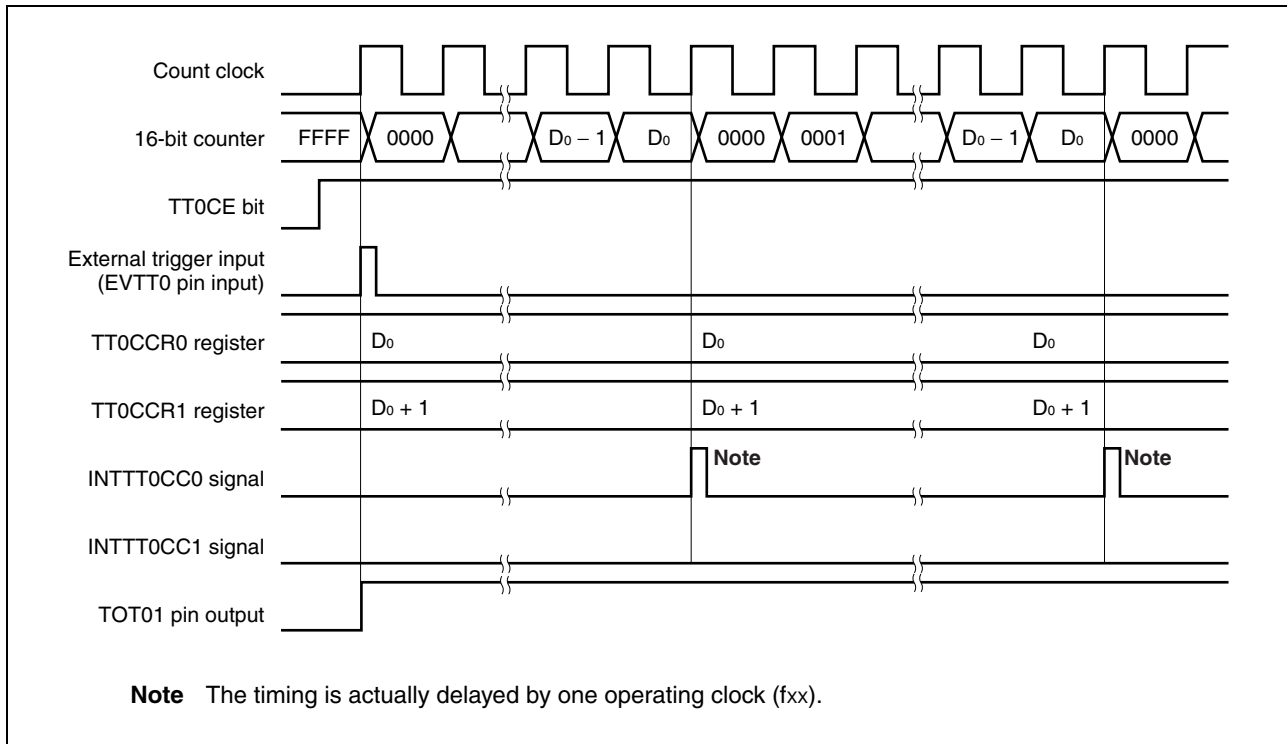 Count clock
16-bit counter FFFF 0000 D₀ − 1 D₀ 0000 0001 D₀ − 1 D₀ 0000
TT0CE bit
External trigger input
(EVTT0 pin input)
TT0CCR0 register D₀ D₀ D₀
TT0CCR1 register D₀ + 1 D₀ + 1 D₀ + 1
INTTT0CC0 signal Note Note
INTTT0CC1 signal
TOT01 pin output
Note The timing is actually delayed by one operating clock (fxx).